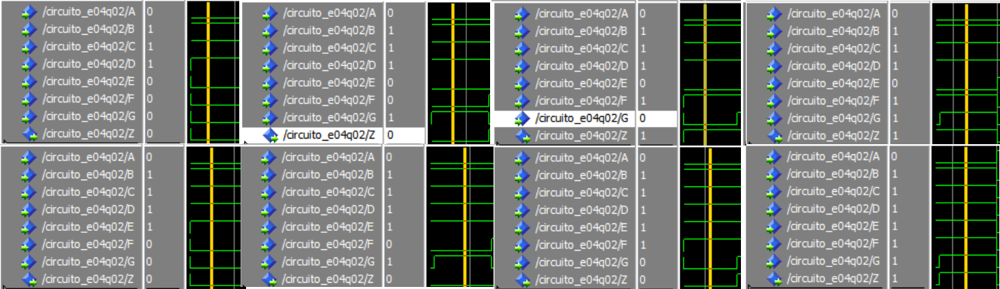 /circuito_e04q02/A 0
/circuito_e04q02/B 1
/circuito_e04q02/C 1
/circuito_e04q02/D 1
/circuito_e04q02/E 0
/circuito_e04q02/F 0
/circuito_e04q02/G 0
/circuito_e04q02/Z 0
/circuito_e04q02/A 0
/circuito_e04q02/B 1
/circuito_e04q02/C 1
/circuito_e04q02/D 1
/circuito_e04q02/E 0
/circuito_e04q02/F 0
/circuito_e04q02/G 1
/circuito_e04q02/Z 0
/circuito_e04q02/A 0
/circuito_e04q02/B 1
/circuito_e04q02/C 1
/circuito_e04q02/D 1
/circuito_e04q02/E 0
/circuito_e04q02/F 1
/circuito_e04q02/G 0
/circuito_e04q02/Z 1
/circuito_e04q02/A 0
/circuito_e04q02/B 1
/circuito_e04q02/C 1
/circuito_e04q02/D 1
/circuito_e04q02/E 0
/circuito_e04q02/F 1
/circuito_e04q02/G 1
/circuito_e04q02/Z 1
/circuito_e04q02/A 0
/circuito_e04q02/B 1
/circuito_e04q02/C 1
/circuito_e04q02/D 1
/circuito_e04q02/E 1
/circuito_e04q02/F 0
/circuito_e04q02/G 0
/circuito_e04q02/Z 0
/circuito_e04q02/A 0
/circuito_e04q02/B 1
/circuito_e04q02/C 1
/circuito_e04q02/D 1
/circuito_e04q02/E 1
/circuito_e04q02/F 0
/circuito_e04q02/G 1
/circuito_e04q02/Z 0
/circuito_e04q02/A 0
/circuito_e04q02/B 1
/circuito_e04q02/C 1
/circuito_e04q02/D 1
/circuito_e04q02/E 1
/circuito_e04q02/F 1
/circuito_e04q02/G 0
/circuito_e04q02/Z 0
/circuito_e04q02/A 0
/circuito_e04q02/B 1
/circuito_e04q02/C 1
/circuito_e04q02/D 1
/circuito_e04q02/E 1
/circuito_e04q02/F 1
/circuito_e04q02/G 1
/circuito_e04q02/Z 1